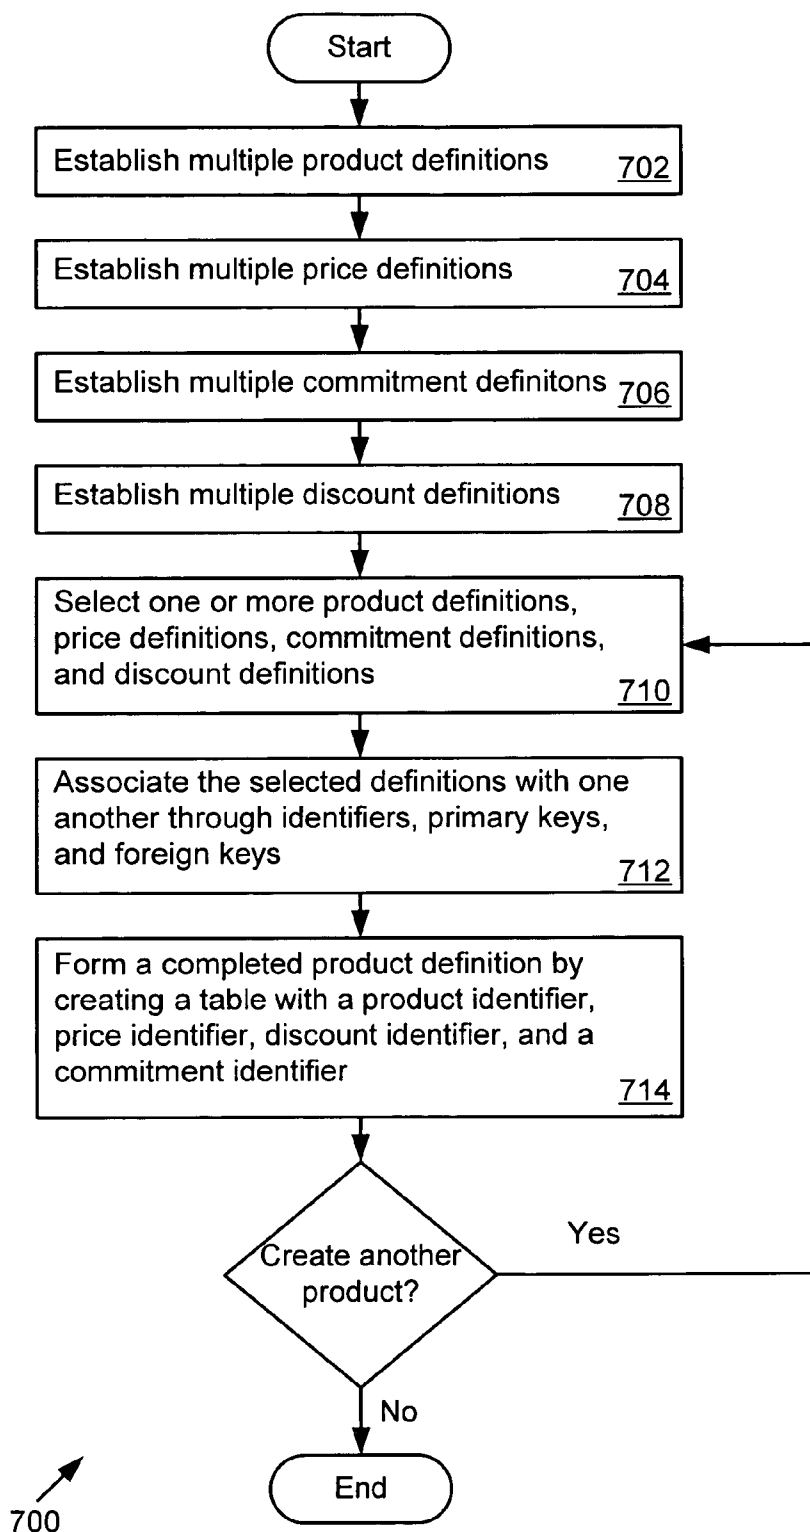 Start
Establish multiple product definitions 702
Establish multiple price definitions 704
Establish multiple commitment definitons 706
Establish multiple discount definitions 708
Select one or more product definitions,
price definitions, commitment definitions,
and discount definitions
710
Associate the selected definitions with one
another through identifiers, primary keys,
and foreign keys
712
Form a completed product definition by
creating a table with a product identifier,
price identifier, discount identifier, and a
commitment identifier
714
Create another
product?
Yes
No
End
700